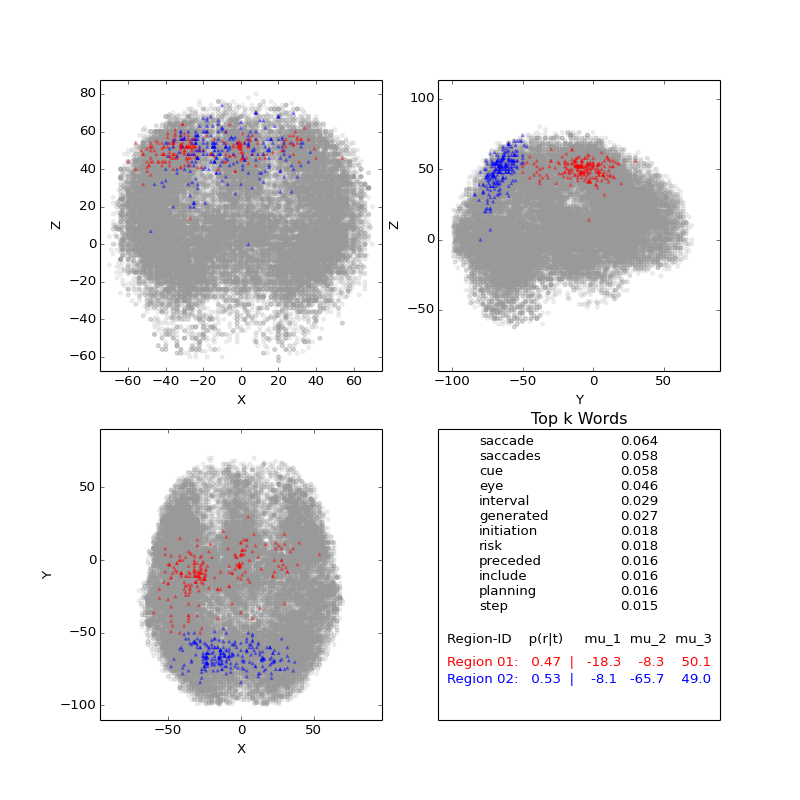 80
60
40
20
0
−20
−40
−60
Z
−60 −40 −20 0 20 40 60
X
100
50
0
−50
Z
−100 −50 0 50
Y
50
0
−50
−100
Y
−50 0 50
X
Top k Words
saccade 0.064
saccades 0.058
cue 0.058
eye 0.046
interval 0.029
generated 0.027
initiation 0.018
risk 0.018
preceded 0.016
include 0.016
planning 0.016
step 0.015
Region-ID p(r|t) mu_1 mu_2 mu_3
Region 01: 0.47 | -18.3 -8.3 50.1
Region 02: 0.53 | -8.1 -65.7 49.0